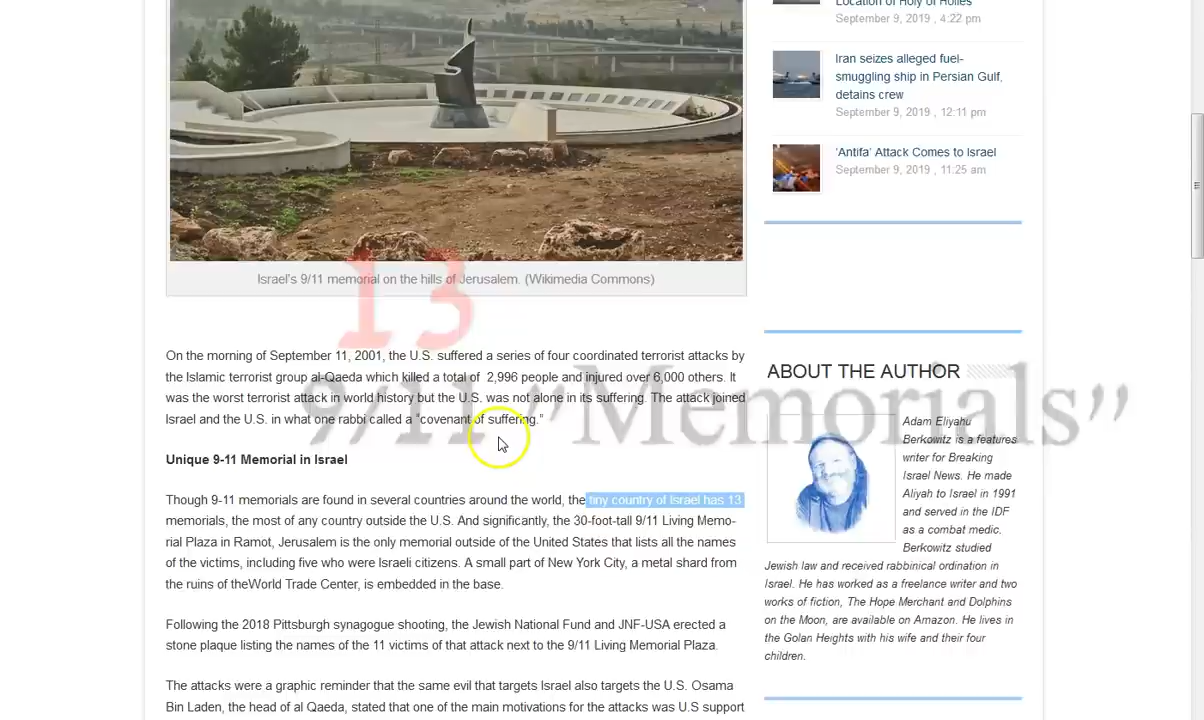 Location of Holy of Holies
September 9, 2019 , 4:22 pm
Iran seizes alleged fuel-
smuggling ship in Persian Gulf,
detains crew
September 9, 2019 , 12:11 pm
'Antifa' Attack Comes to Israel
September 9, 2019 , 11:25 am
Israel's 9/11 memorial on the hills of Jerusalem. (Wikimedia Commons)
13
9/11 "Memorials"
On the morning of September 11, 2001, the U.S. suffered a series of four coordinated terrorist attacks by
the Islamic terrorist group al-Qaeda which killed a total of 2,996 people and injured over 6,000 others. It
was the worst terrorist attack in world history but the U.S. was not alone in its suffering. The attack joined
Israel and the U.S. in what one rabbi called a "covenant of suffering."
Unique 9-11 Memorial in Israel
Though 9-11 memorials are found in several countries around the world, the tiny country of Israel has 13
memorials, the most of any country outside the U.S. And significantly, the 30-foot-tall 9/11 Living Memo-
rial Plaza in Ramot, Jerusalem is the only memorial outside of the United States that lists all the names
of the victims, including five who were Israeli citizens. A small part of New York City, a metal shard from
the ruins of theWorld Trade Center, is embedded in the base.
Following the 2018 Pittsburgh synagogue shooting, the Jewish National Fund and JNF-USA erected a
stone plaque listing the names of the 11 victims of that attack next to the 9/11 Living Memorial Plaza.
The attacks were a graphic reminder that the same evil that targets Israel also targets the U.S. Osama
Bin Laden, the head of al Qaeda, stated that one of the main motivations for the attacks was U.S support
ABOUT THE AUTHOR
Adam Eliyahu
Berkowitz is a features
writer for Breaking
Israel News. He made
Aliyah to Israel in 1991
and served in the IDF
as a combat medic.
Berkowitz studied
Jewish law and received rabbinical ordination in
Israel. He has worked as a freelance writer and two
works of fiction, The Hope Merchant and Dolphins
on the Moon, are available on Amazon. He lives in
the Golan Heights with his wife and their four
children.